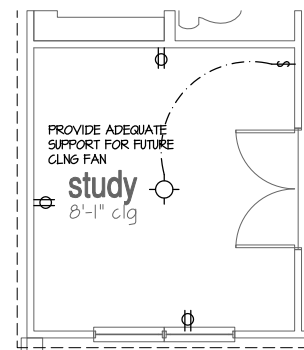 $
PROVIDE ADEQUATE
SUPPORT FOR FUTURE
CLNG FAN
study
8'-1" clg